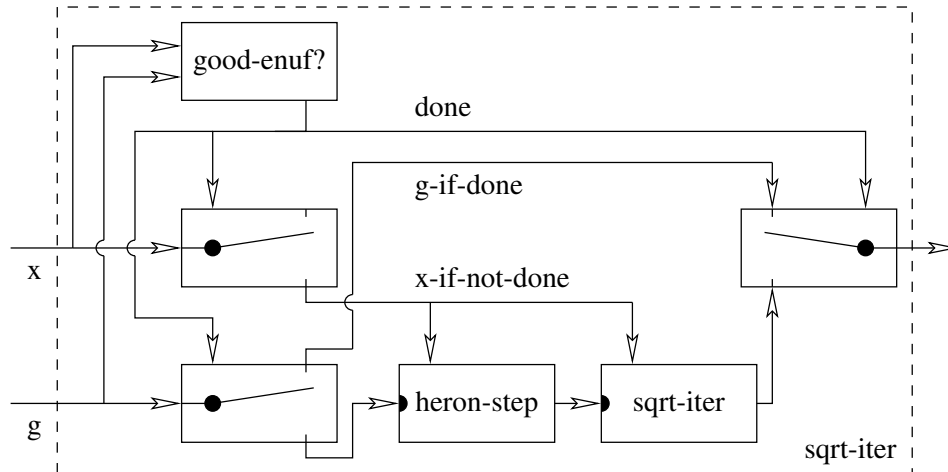 good-enuf?
done
g-if-done
x
x-if-not-done
g
heron-step
sqrt-iter
sqrt-iter